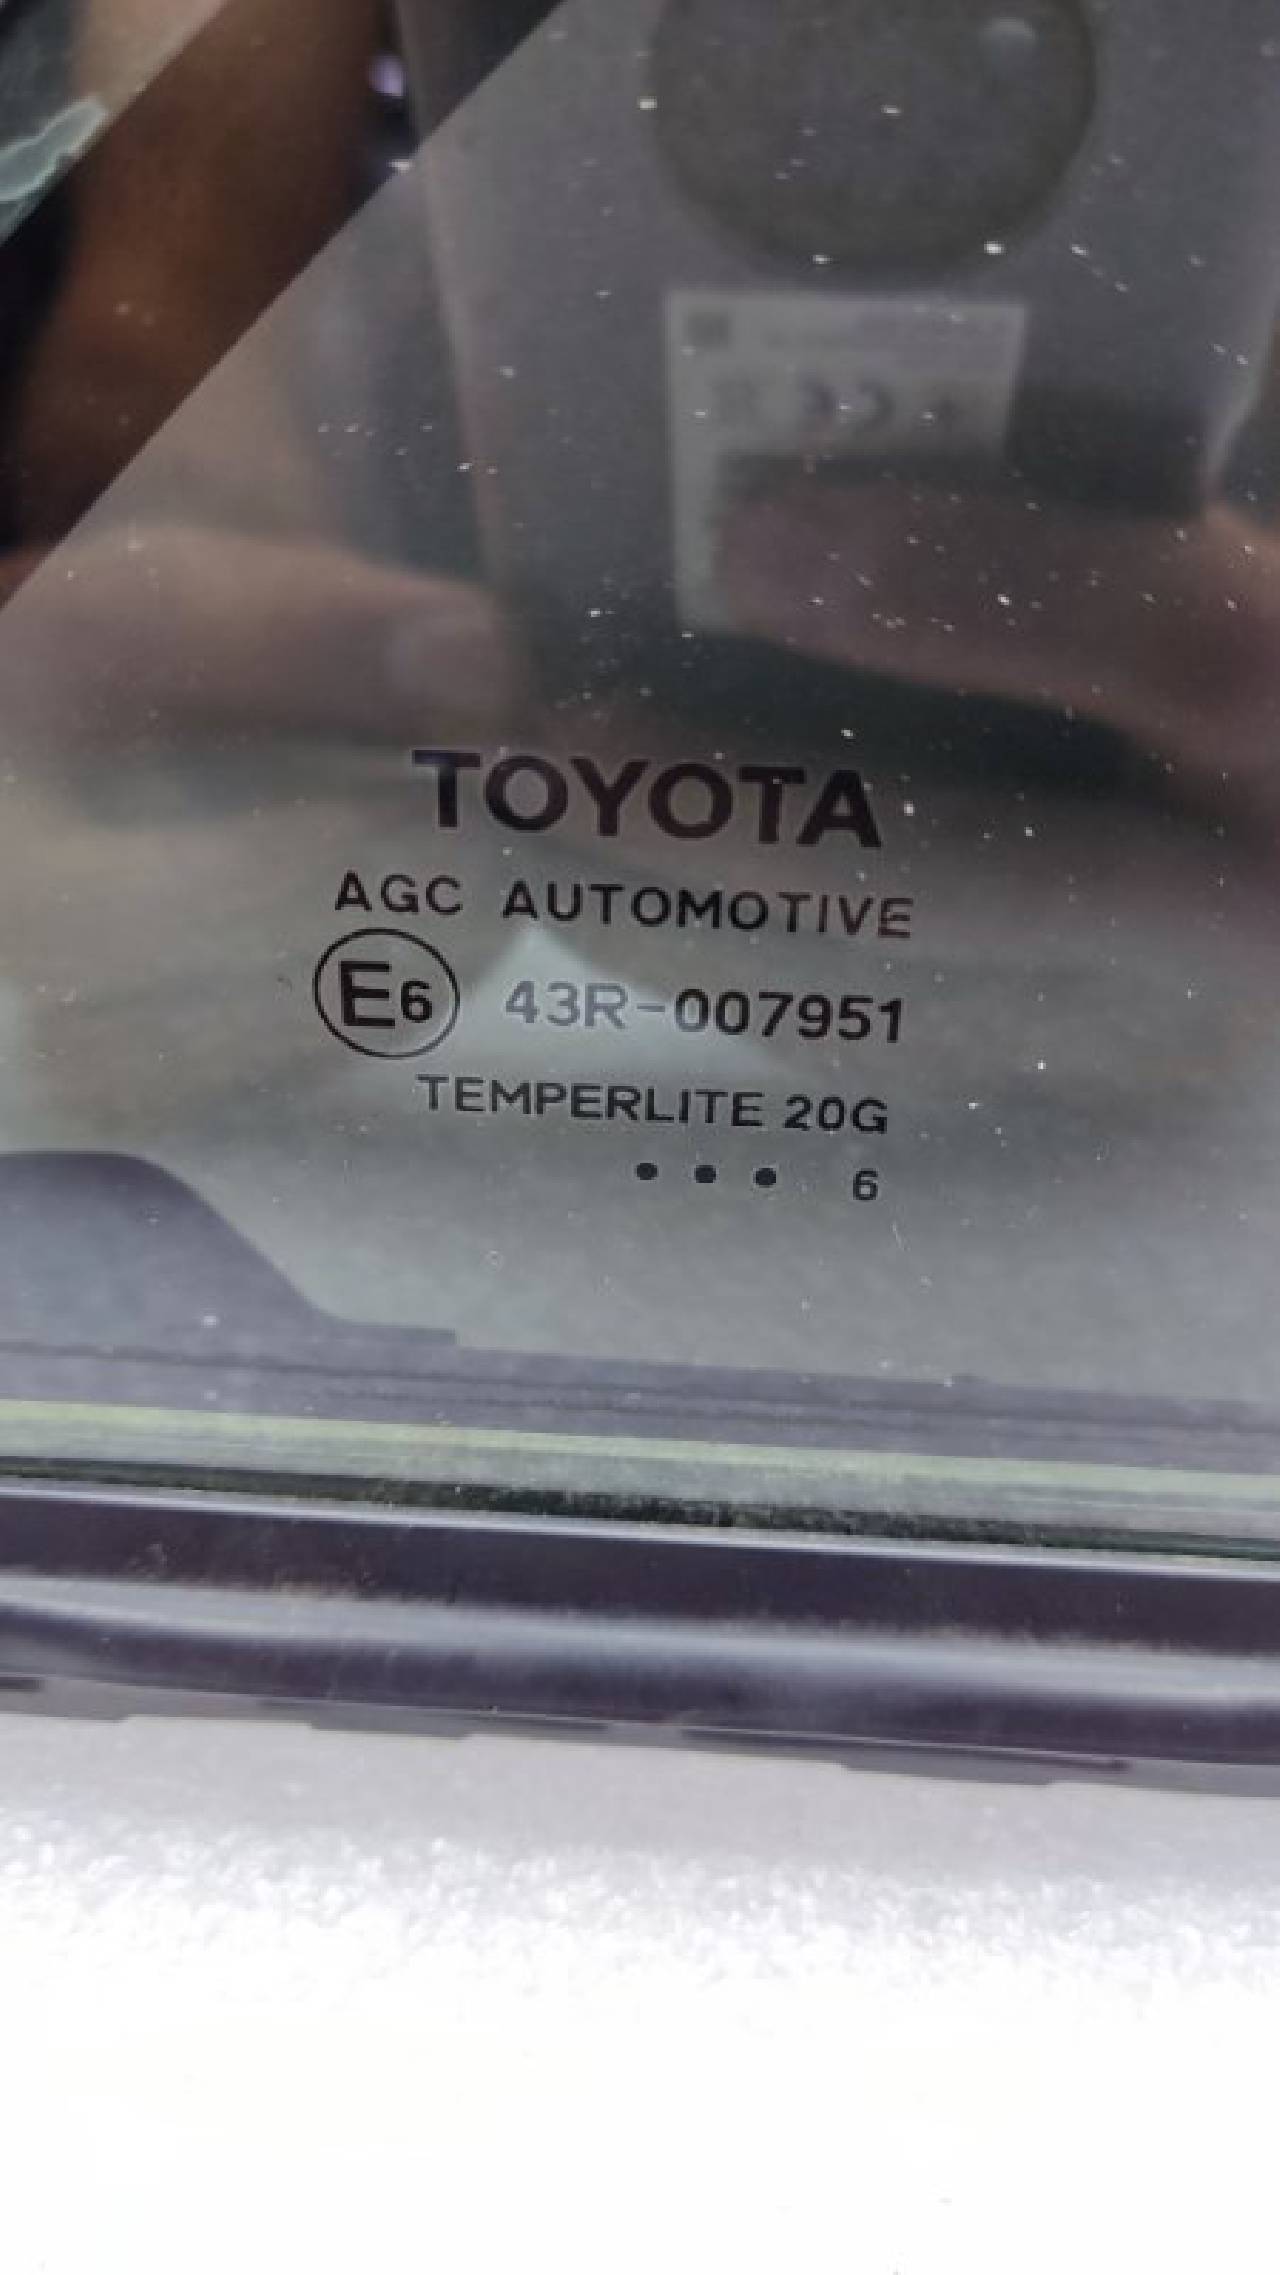 TOYOTA
AGC AUTOMOTIVE
E6 43R-007951
TEMPERLITE 20G
• • • 6